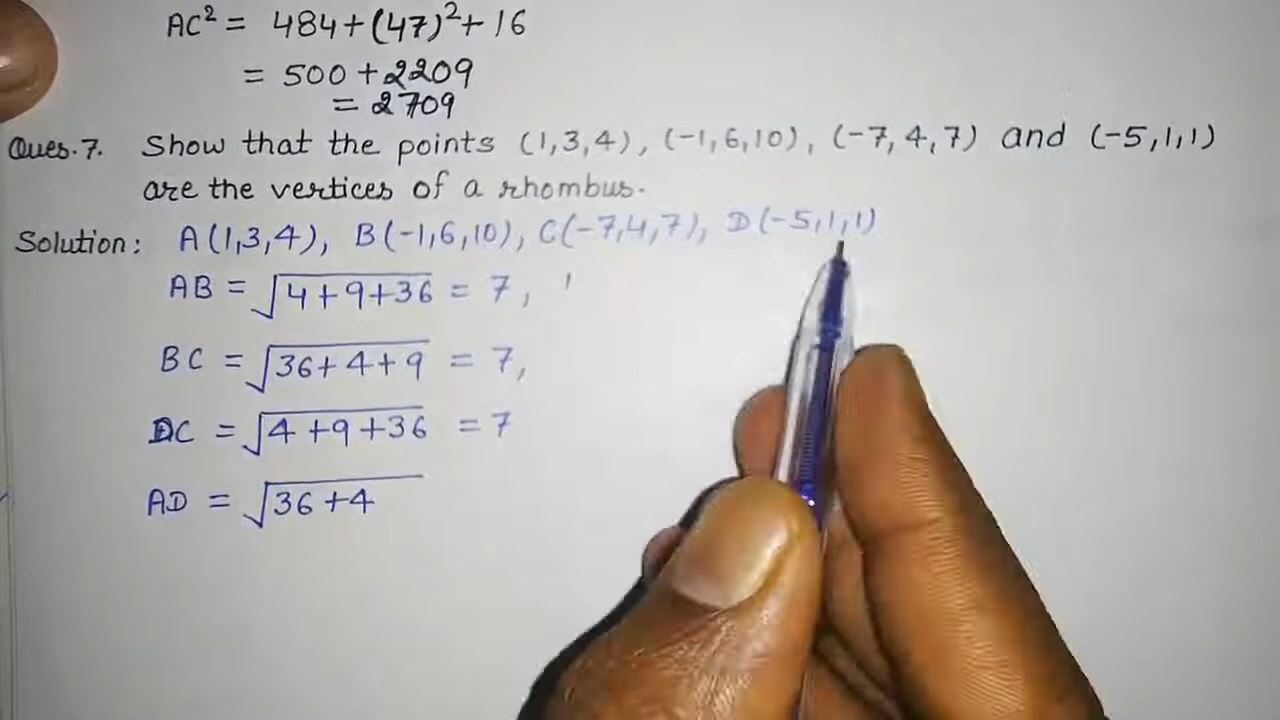 AC² = 484+(47)²+16
= 500+2209
= 2709
Ques.7. Show that the points (1,3,4), (-1,6,10), (-7,4,7) and (-5,1,1)
are the vertices of a rhombus.
Solution: A(1,3,4), B(-1,6,10), C(-7,4,7), D(-5,1,1)
AB = √4+9+36 = 7,
BC = √36+4+9 = 7,
DC = √4+9+36 = 7
AD = √36+4